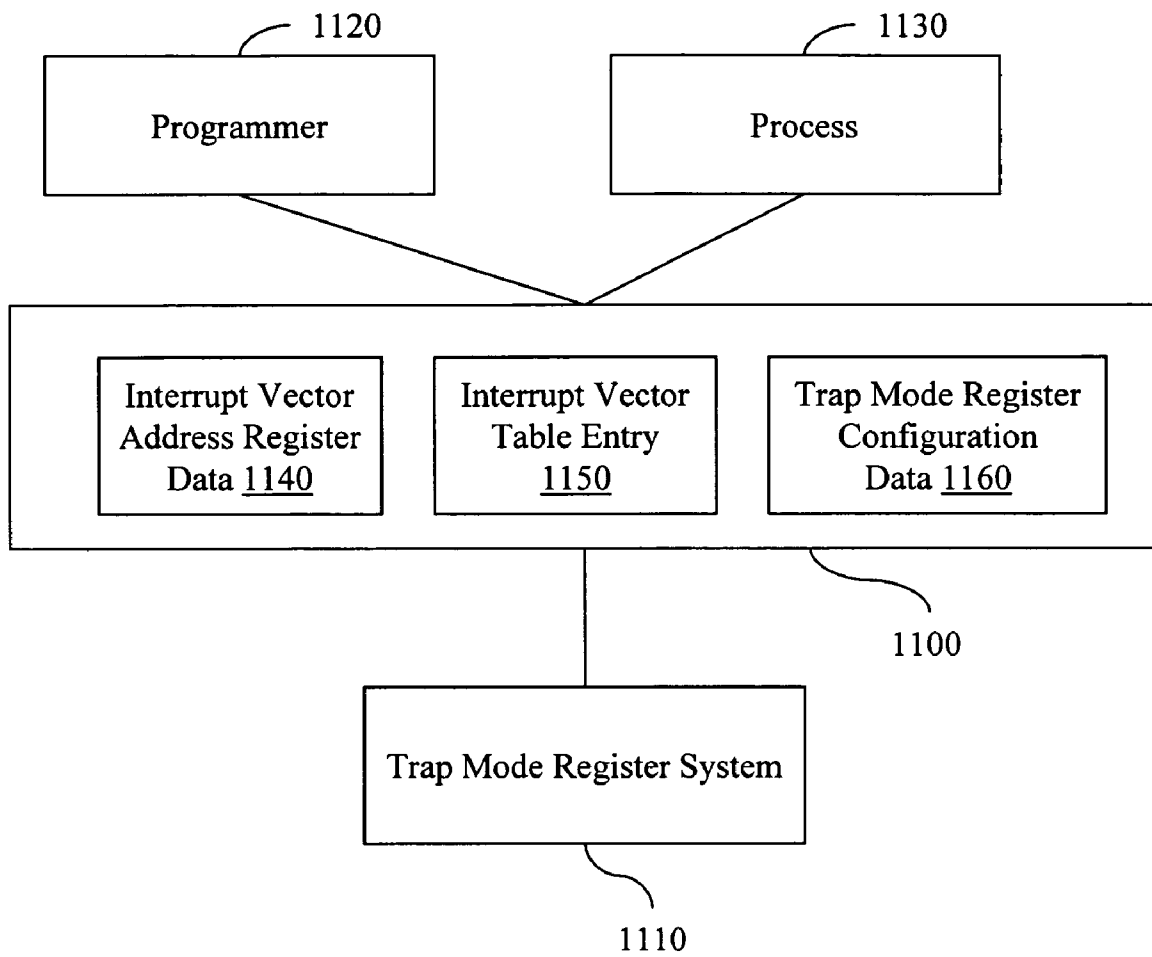 1120
1130
Programmer
Process
Interrupt Vector
Address Register
Data 1140
Interrupt Vector
Table Entry
1150
Trap Mode Register
Configuration
Data 1160
1100
Trap Mode Register System
1110